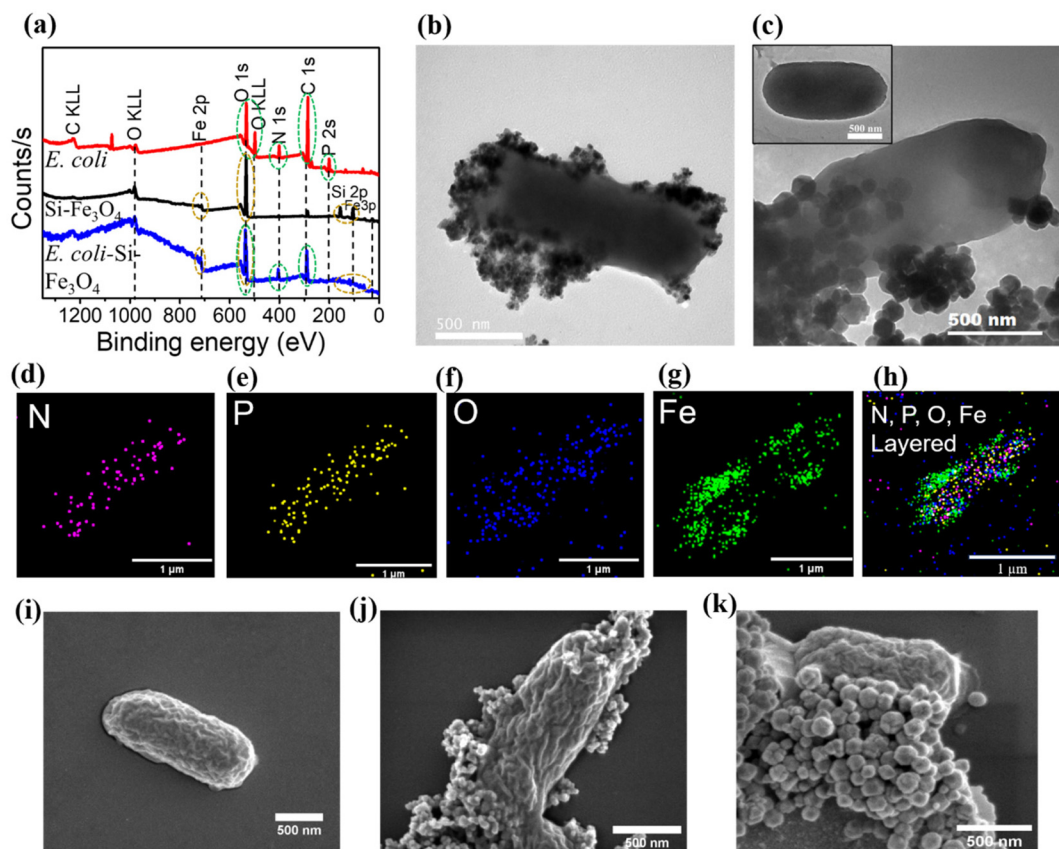 (a)
Counts/s
C KLL
O KLL
Fe 2p
O 1s
O KLL
N 1s
C 1s
P 2s
E. coli
Si 2p
Fe3p
Si-Fe₃O₄
E. coli-Si-
Fe₃O₄
1200 1000 800 600 400 200 0
Binding energy (eV)
(b)
500 nm
(c)
500 nm
500 nm
(d)
N
1 μm
(e)
P
1 μm
(f)
O
1 μm
(g)
Fe
1 μm
(h)
N, P, O, Fe
Layered
1 μm
(i)
500 nm
(j)
500 nm
(k)
500 nm